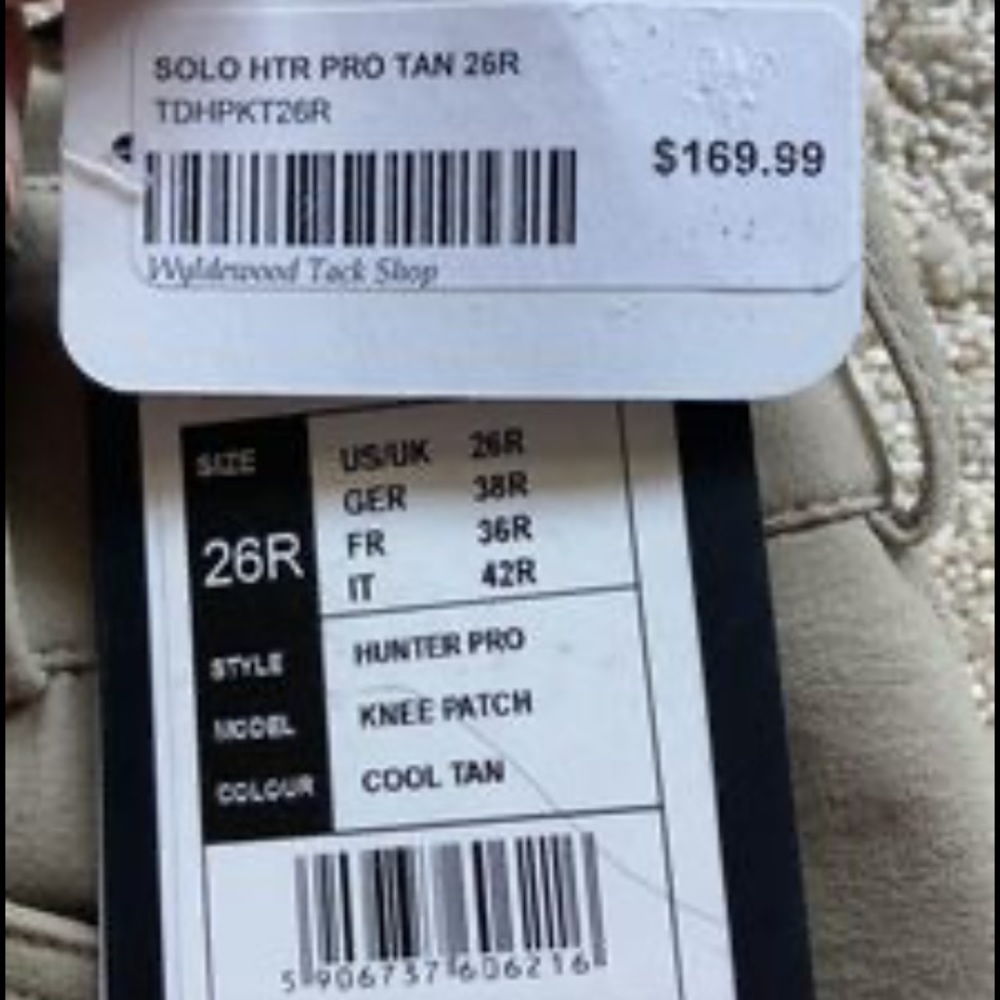 SOLO HTR PRO TAN 26R
TDHPKT26R
$169.99
Wyldewood Tack Shop
SIZE
26R
US/UK 26R
GER 38R
FR 36R
IT 42R
STYLE HUNTER PRO
MODEL KNEE PATCH
COLOUR COOL TAN
5 906737 606216